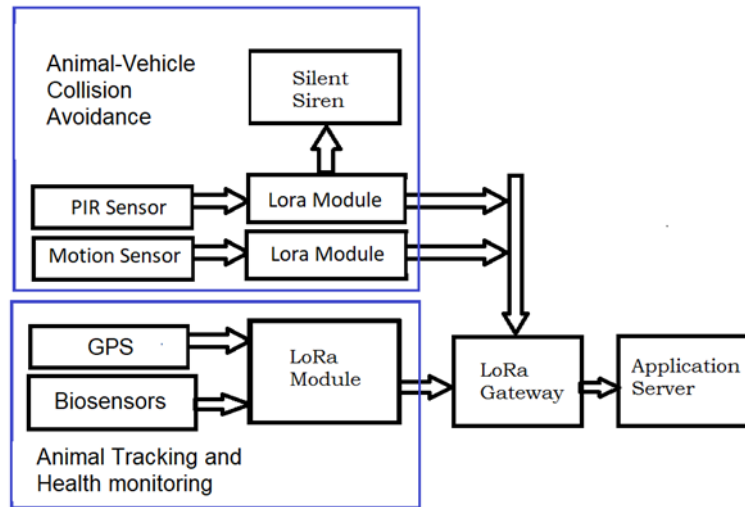 Animal-Vehicle
Collision
Avoidance
Silent
Siren
PIR Sensor
Lora Module
Motion Sensor
Lora Module
GPS
Biosensors
LoRa
Module
LoRa
Gateway
Application
Server
Animal Tracking and
Health monitoring